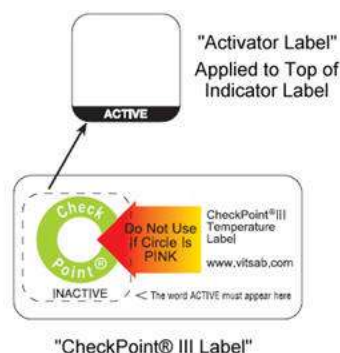 "Activator Label"
Applied to Top of
Indicator Label
ACTIVE
Check
Point®
INACTIVE
Do Not Use
if Circle Is
PINK
CheckPoint®III
Temperature
Label
www.vitsab.com
< The word ACTIVE must appear here
"CheckPoint® III Label"